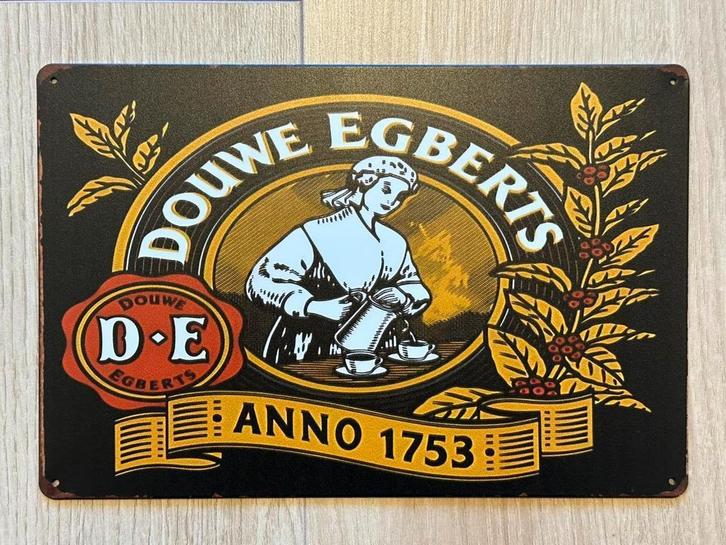 DOUWE EGBERTS
DOUWE
D·E
EGBERTS
ANNO 1753